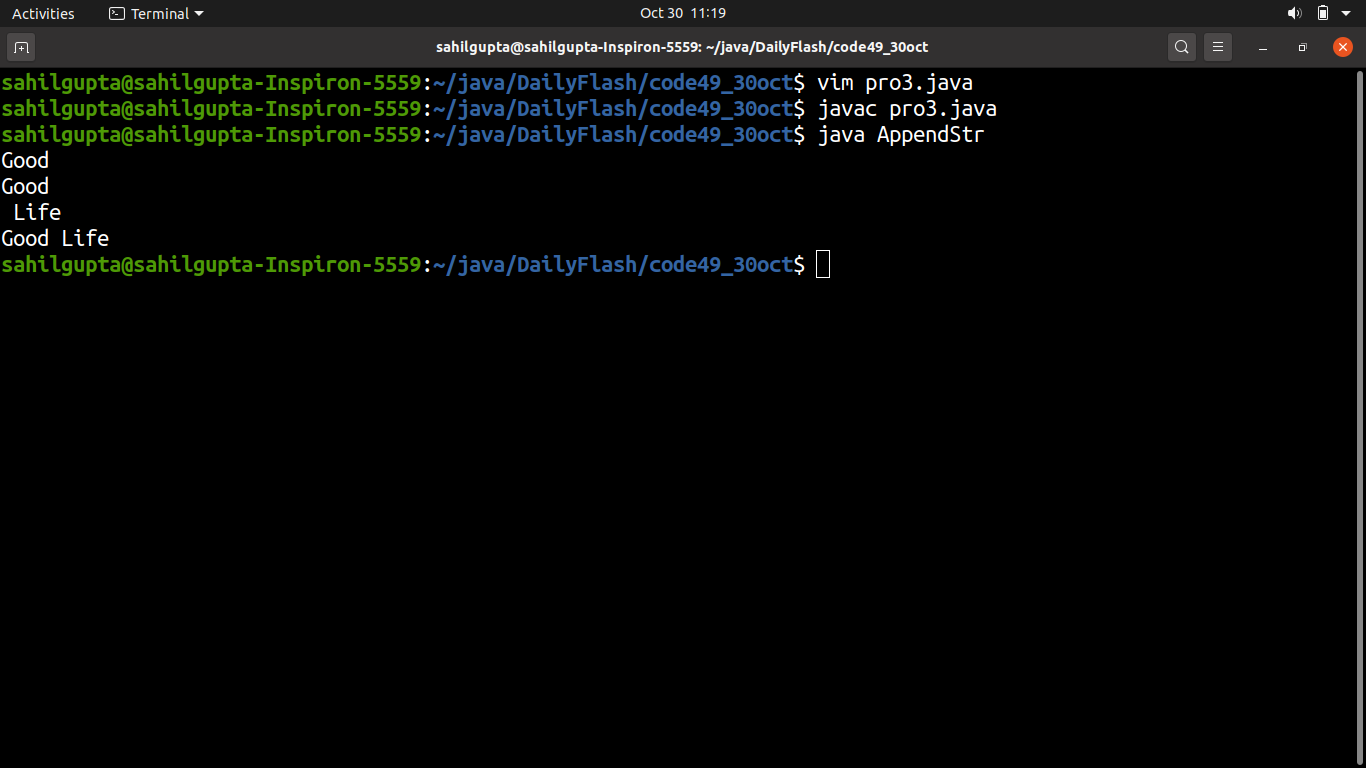 Activities Terminal Oct 30 11:19
sahilgupta@sahilgupta-Inspiron-5559: ~/java/DailyFlash/code49_30oct
sahilgupta@sahilgupta-Inspiron-5559:~/java/DailyFlash/code49_30oct$ vim pro3.java
sahilgupta@sahilgupta-Inspiron-5559:~/java/DailyFlash/code49_30oct$ javac pro3.java
sahilgupta@sahilgupta-Inspiron-5559:~/java/DailyFlash/code49_30oct$ java AppendStr
Good
Good
 Life
Good Life
sahilgupta@sahilgupta-Inspiron-5559:~/java/DailyFlash/code49_30oct$